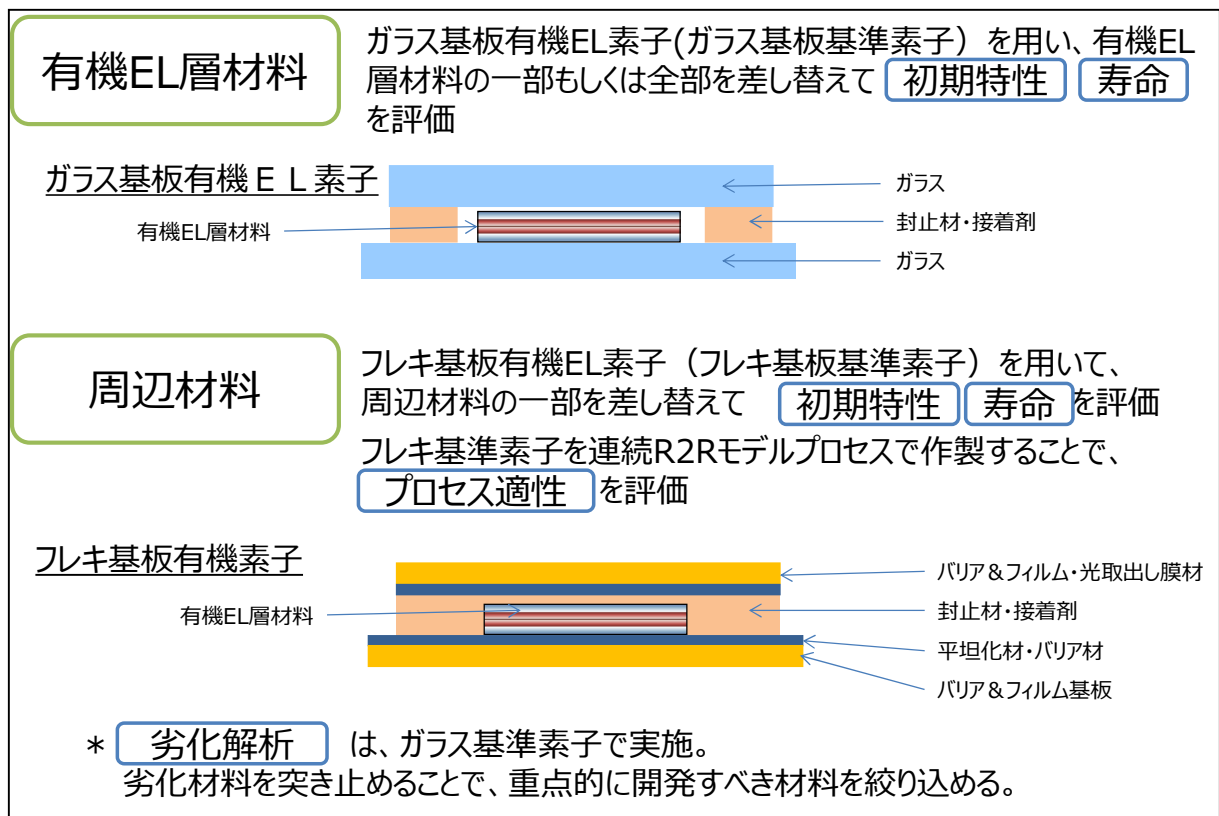 有機EL層材料
ガラス基板有機EL素子(ガラス基板基準素子）を用い、有機EL
層材料の一部もしくは全部を差し替えて 初期特性 寿命
を評価
ガラス基板有機ＥＬ素子
ガラス
有機EL層材料
封止材・接着剤
ガラス
周辺材料
フレキ基板有機EL素子（フレキ基板基準素子）を用いて、
周辺材料の一部を差し替えて 初期特性 寿命 を評価
フレキ基準素子を連続R2Rモデルプロセスで作製することで、
プロセス適性 を評価
フレキ基板有機素子
バリア＆フィルム・光取出し膜材
有機EL層材料
封止材・接着剤
平坦化材・バリア材
バリア＆フィルム基板
＊ 劣化解析 は、ガラス基準素子で実施。
劣化材料を突き止めることで、重点的に開発すべき材料を絞り込める。